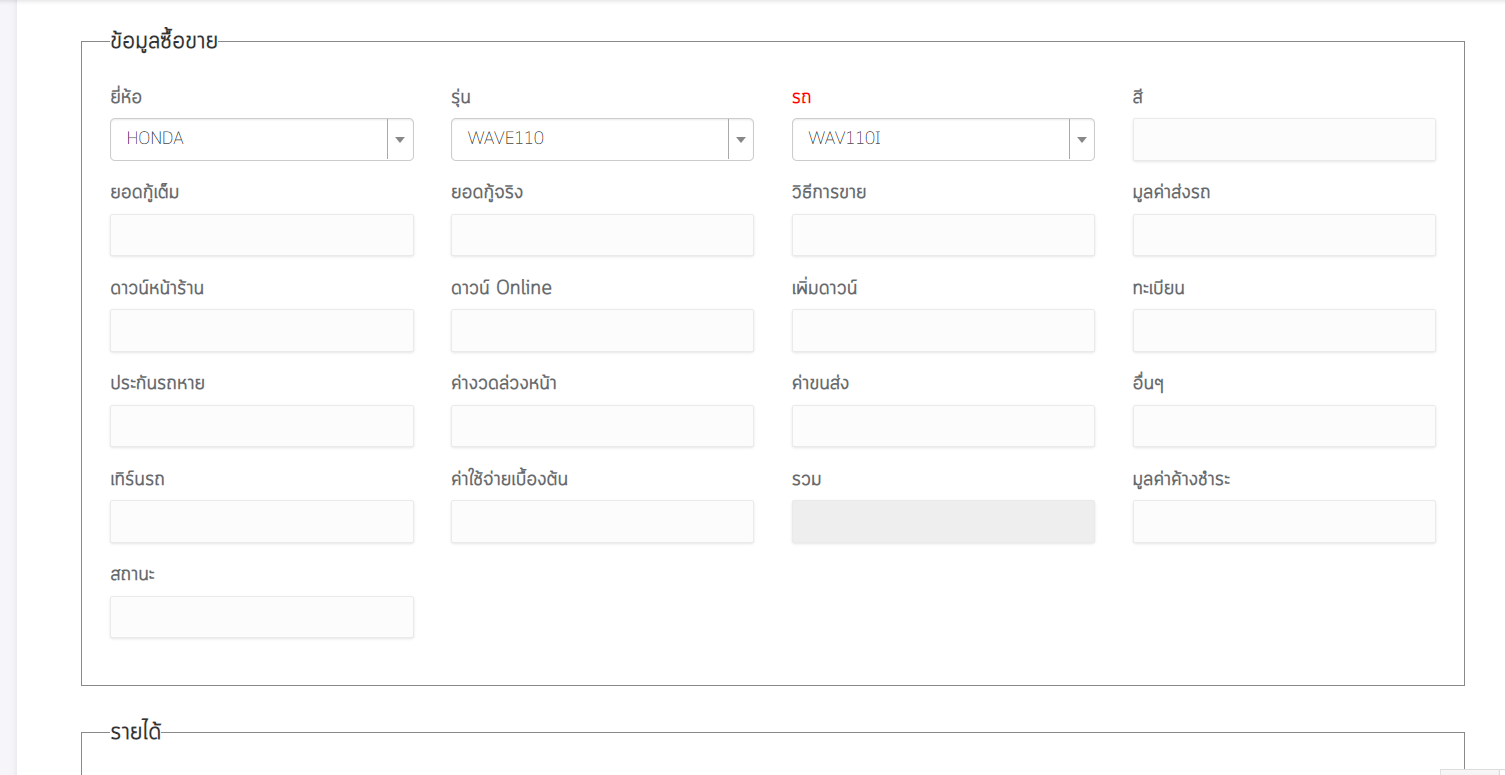 ข้อมูลซื้อขาย
ยี่ห้อ รุ่น รถ สี
HONDA WAVE110 WAV110I
ยอดกู้เต็ม ยอดกู้จริง วิธีการขาย มูลค่าส่งรถ
ดาวน์หน้าร้าน ดาวน์ Online เพิ่มดาวน์ ทะเบียน
ประกันรถหาย ค่างวดล่วงหน้า ค่าขนส่ง อื่นๆ
เทิร์นรถ ค่าใช้จ่ายเบื้องต้น รวม มูลค่าค้างชำระ
สถานะ
รายได้